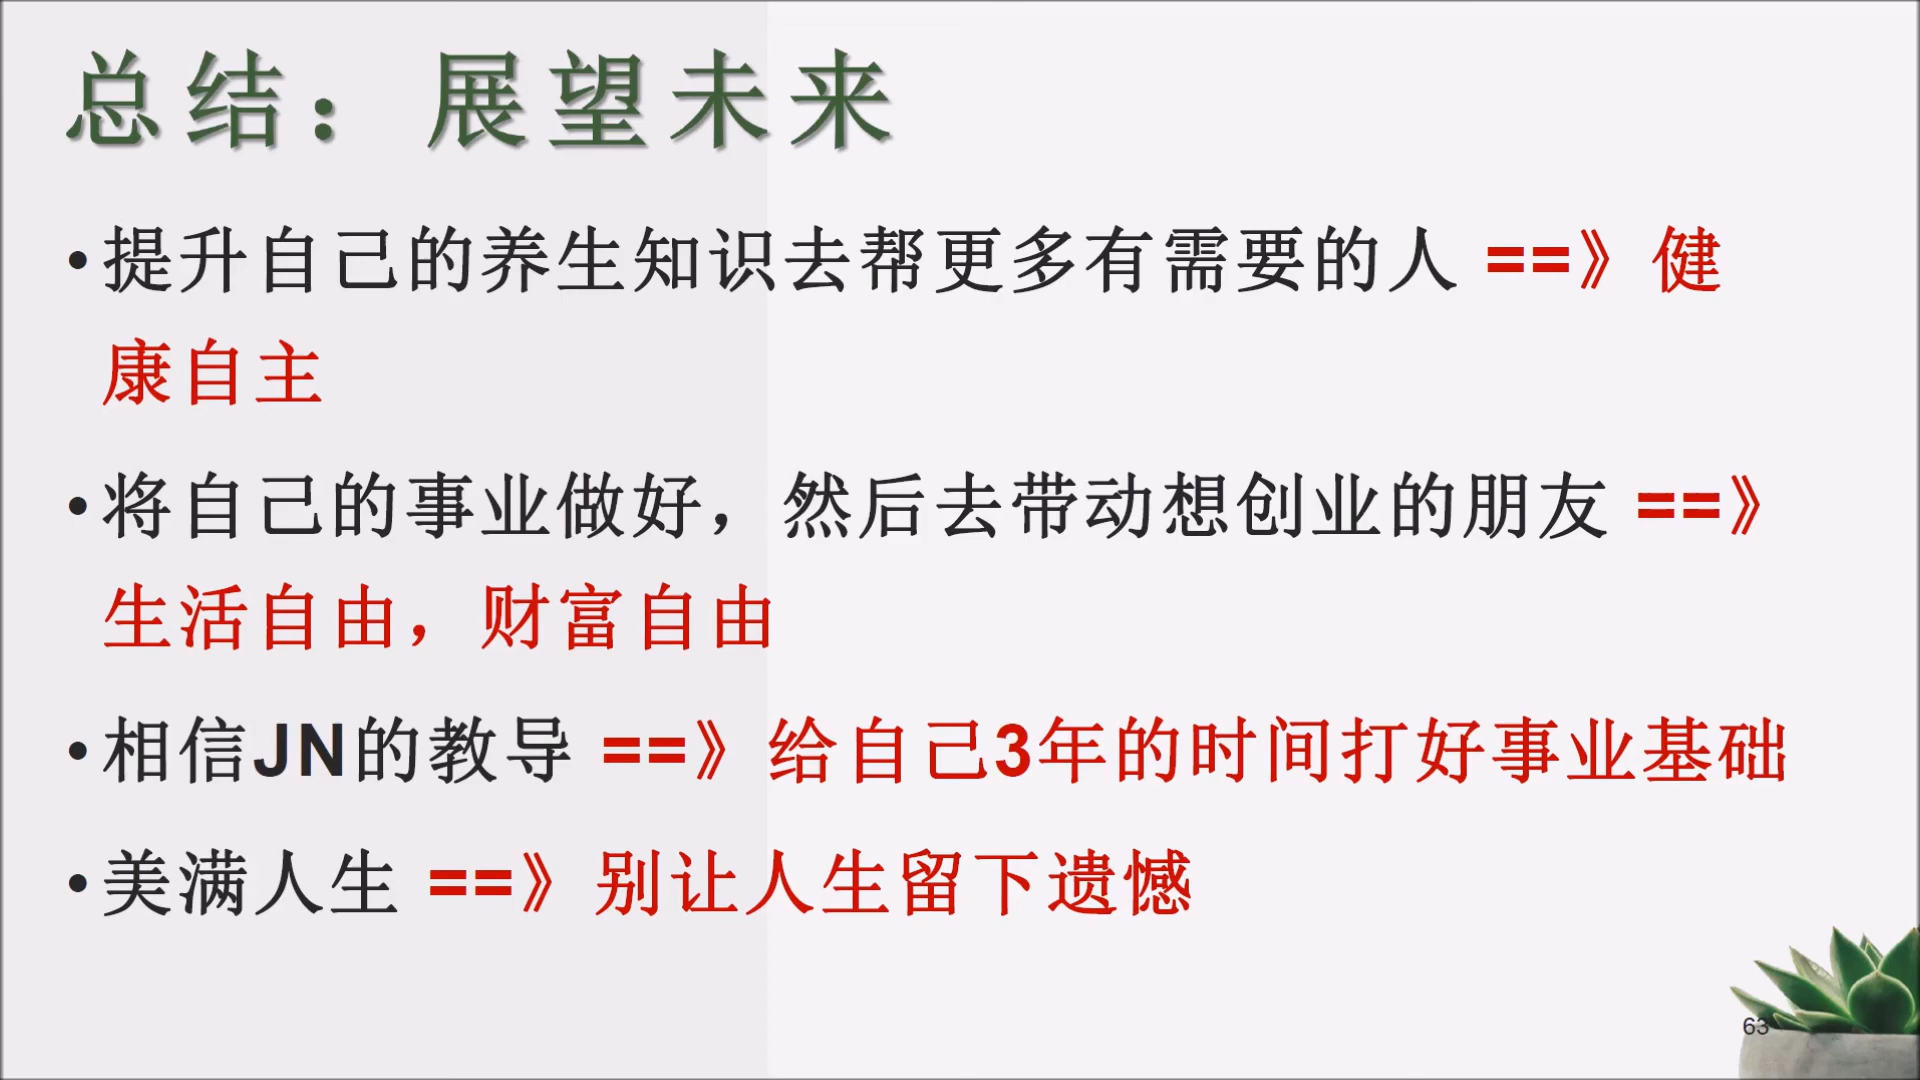 总结：展望未来
•提升自己的养生知识去帮更多有需要的人 ==》健
康自主
•将自己的事业做好，然后去带动想创业的朋友 ==》
生活自由，财富自由
•相信JN的教导 ==》给自己3年的时间打好事业基础
•美满人生 ==》别让人生留下遗憾
63